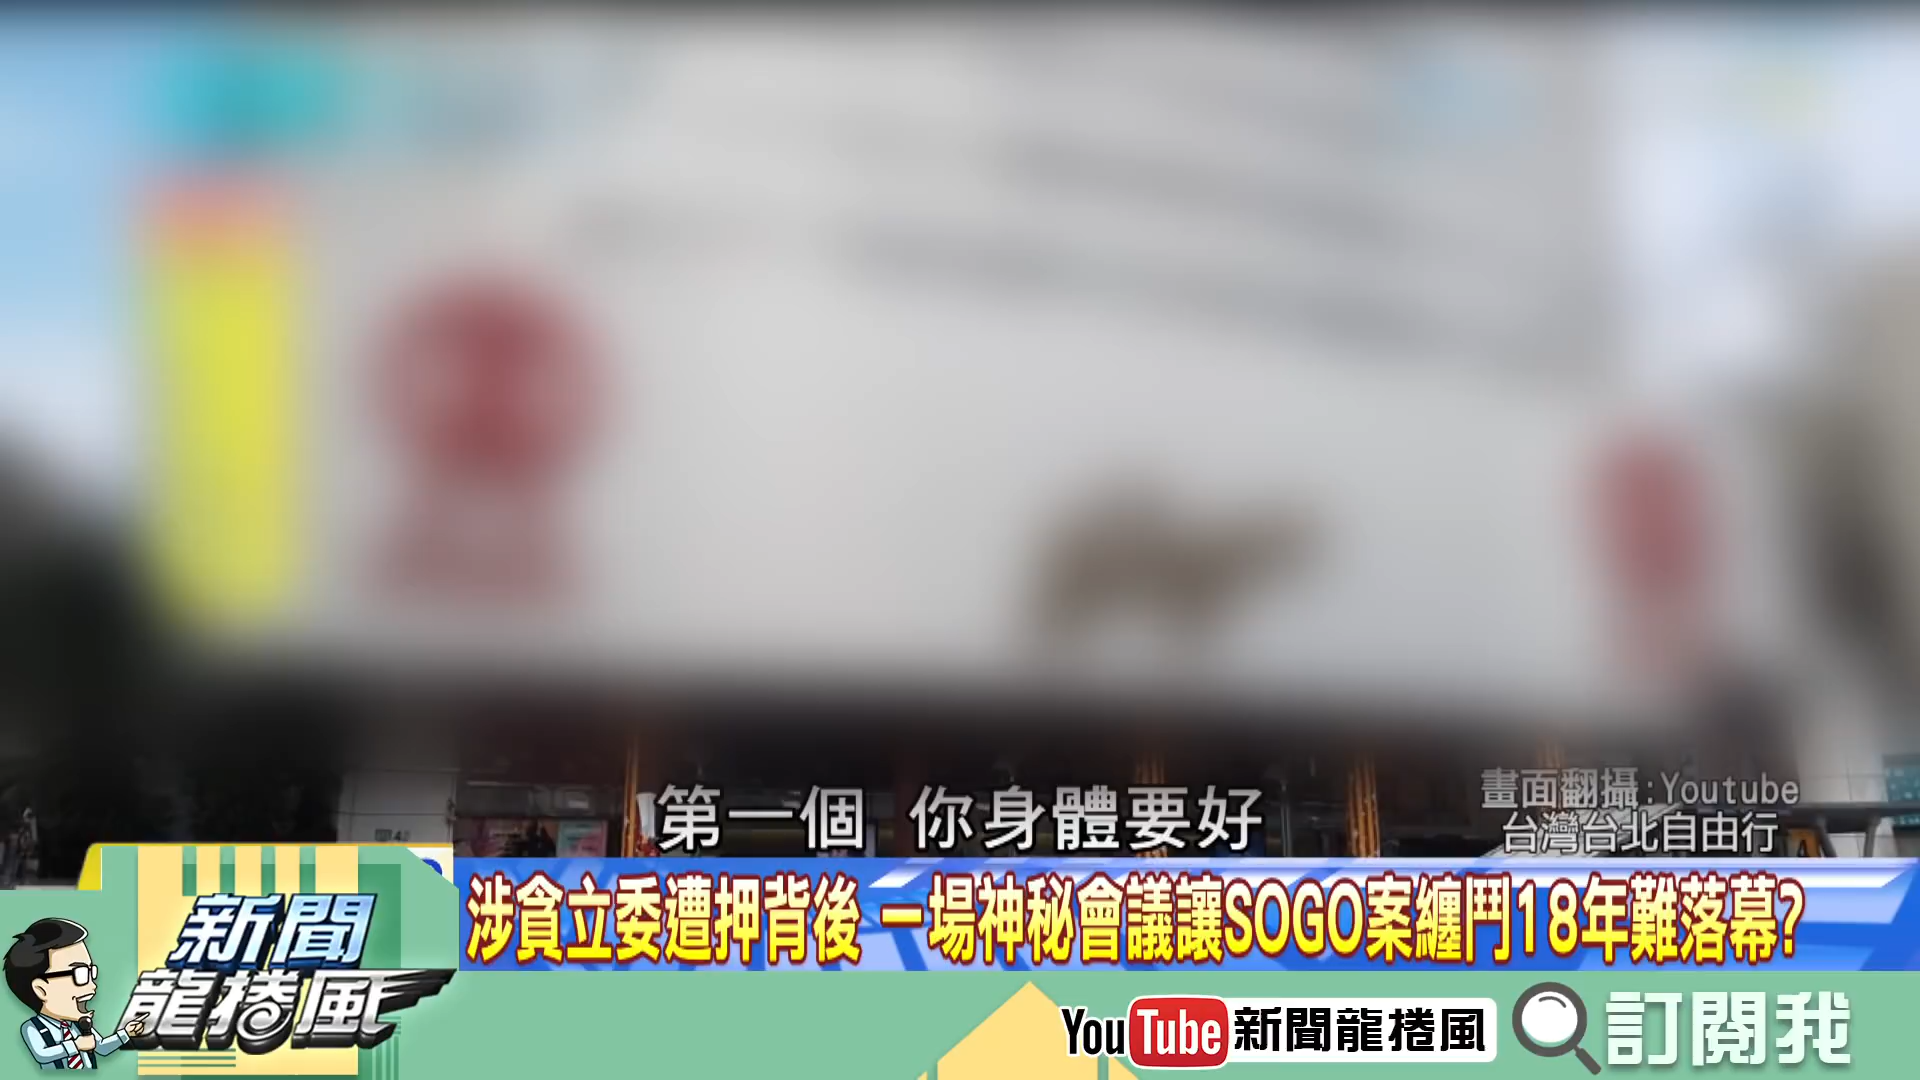 第一個 你身體要好
畫面翻攝:Youtube
台灣台北自由行
涉貪立委遭押背後 一場神秘會議讓SOGO案纏鬥18年難落幕?
新聞
龍捲風
YouTube 新聞龍捲風
訂閱我